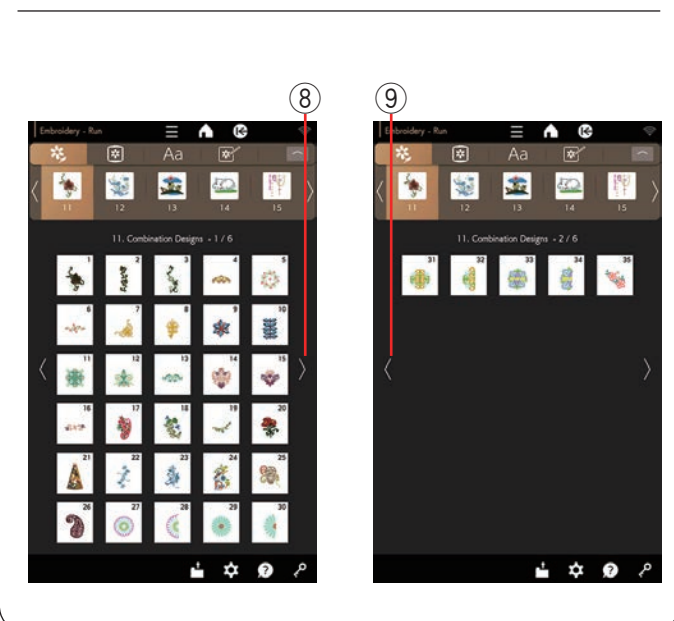 ⑧ ⑨
Embroidery - Run
Aa
11 12 13 14 15
11. Combination Designs - 1 / 6
1 2 3 4 5
6 7 8 9 10
11 12 13 14 15
16 17 18 19 20
21 22 23 24 25
26 27 28 29 30
?
Embroidery - Run
Aa
11 12 13 14 15
11. Combination Designs - 2 / 6
31 32 33 34 35
?